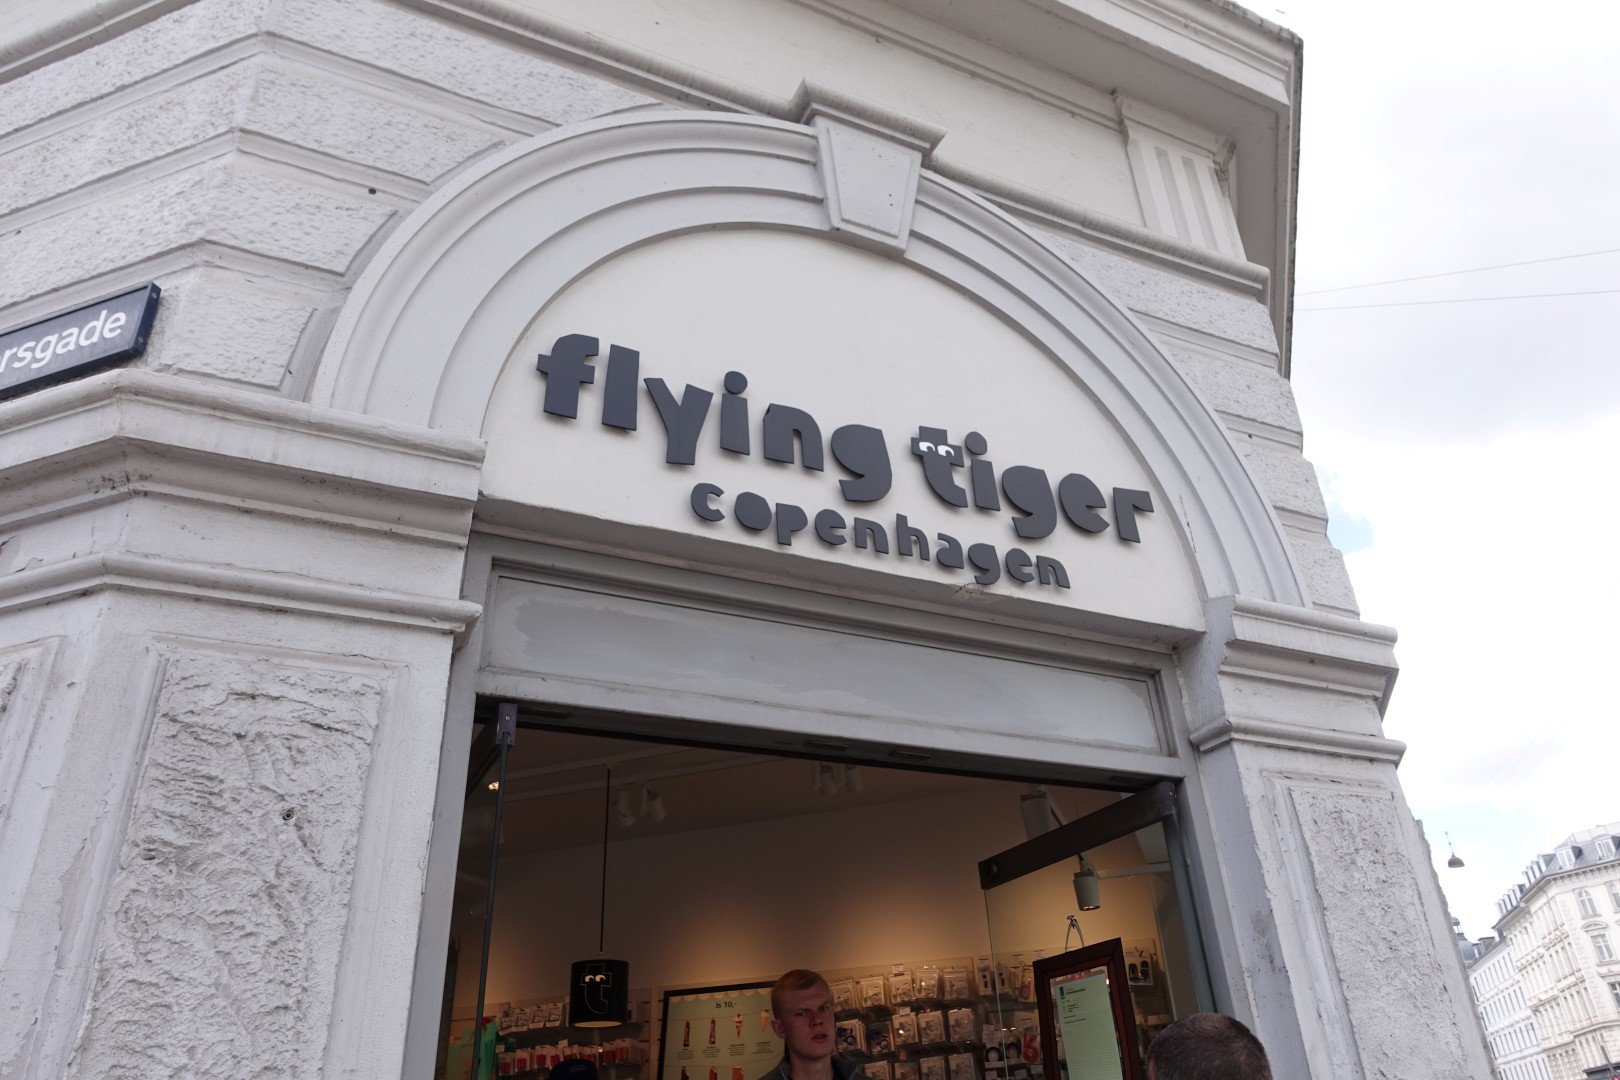 rsgade
flying tiger
copenhagen
t
Is 10,-